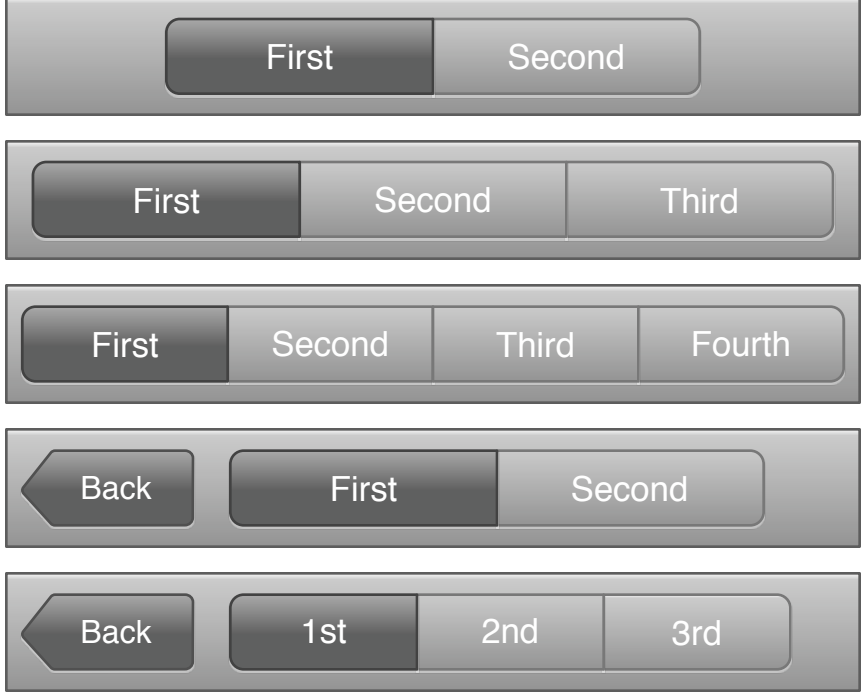 First Second
First Second Third
First Second Third Fourth
Back First Second
Back 1st 2nd 3rd